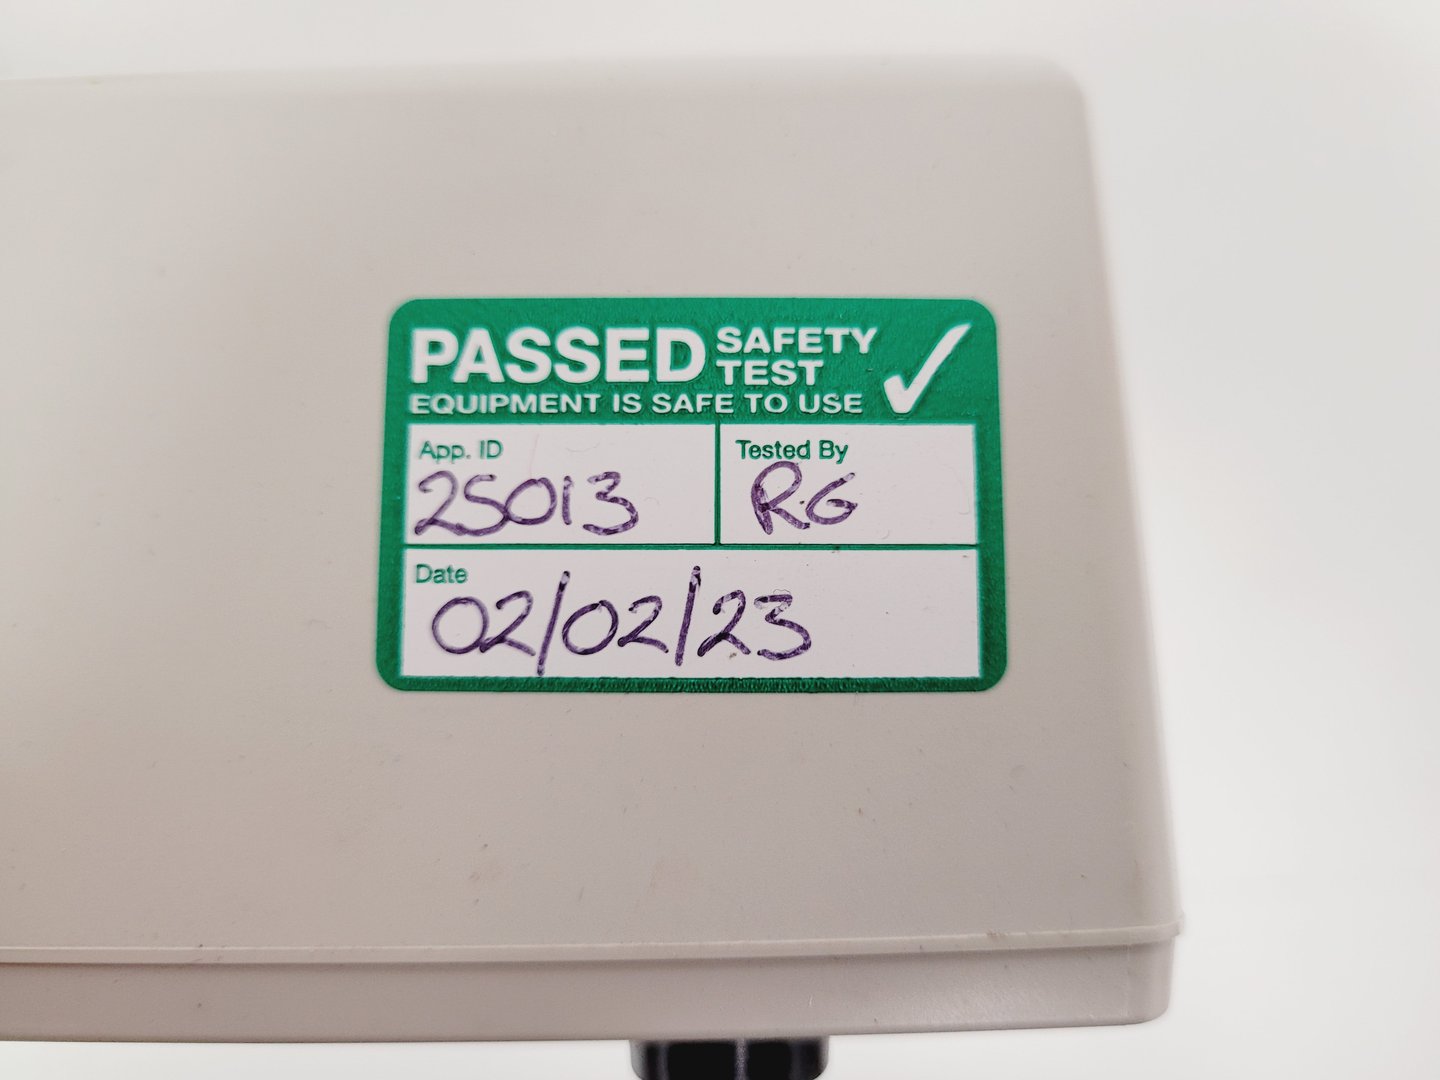 PASSED SAFETY TEST
EQUIPMENT IS SAFE TO USE
App. ID
25013
Tested By
RG
Date
02/02/23